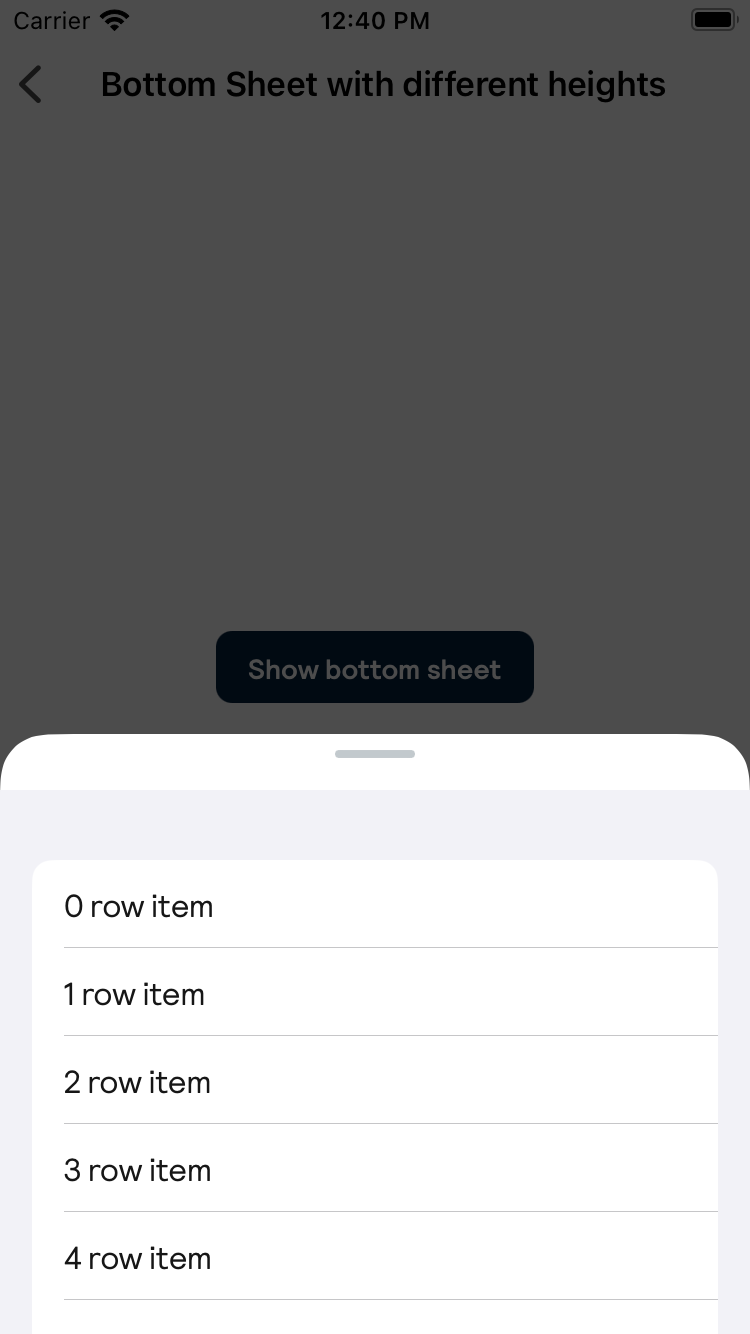 Carrier 12:40 PM
Bottom Sheet with different heights
Show bottom sheet
0 row item
1 row item
2 row item
3 row item
4 row item